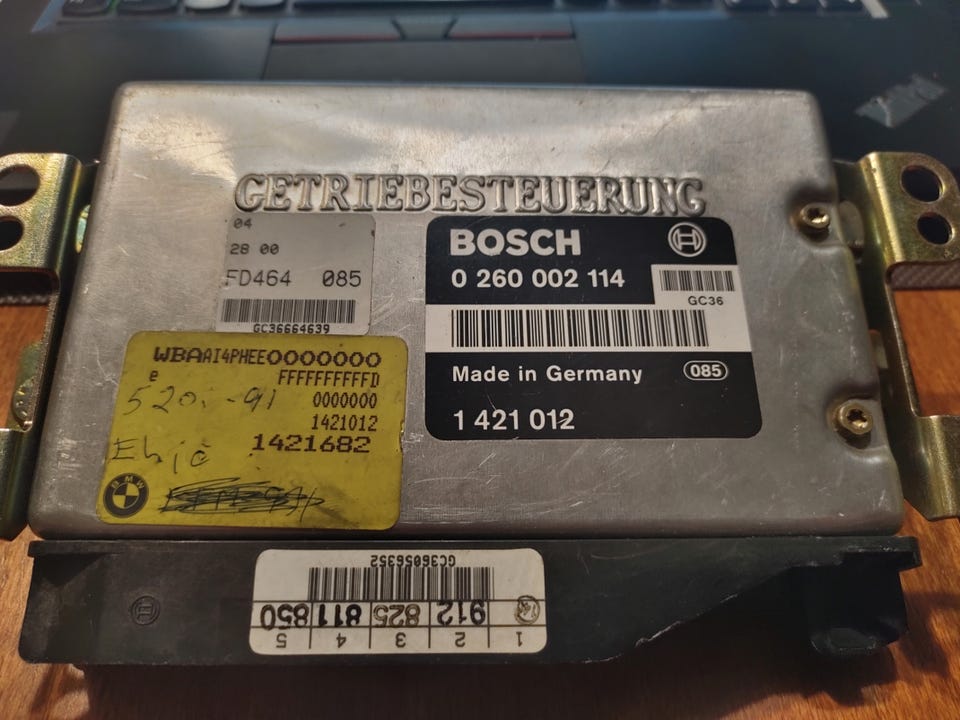 GETRIEBESTEUERUNG
04
28 00
FD464 085
GC36664639
BOSCH
0 260 002 114
GC36
Made in Germany 085
1 421 012
WBAAI4PHEE0000000
e FFFFFFFFFFD
520i -91 0000000
1421012
1421682
BMW
GC36056352
912 825 811 850
1 2 3 4 5